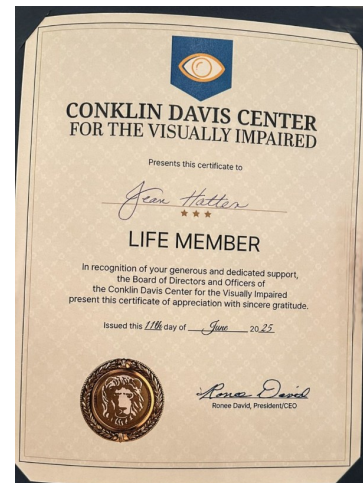 CONKLIN DAVIS CENTER
FOR THE VISUALLY IMPAIRED
Presents this certificate to
Jean Hatter
LIFE MEMBER
In recognition of your generous and dedicated support,
the Board of Directors and Officers of
the Conklin Davis Center for the Visually Impaired
present this certificate of appreciation with sincere gratitude.
Issued this 11th day of June 2025
Ronee David
Ronee David, President/CEO